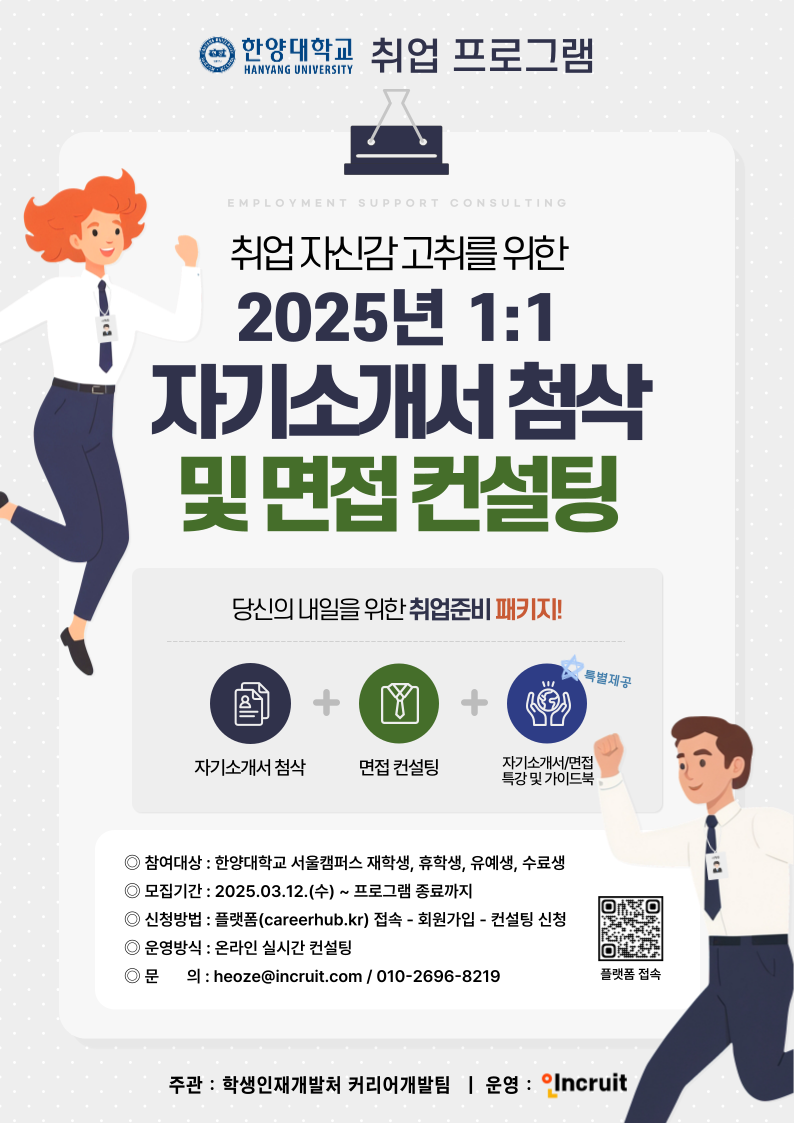 한양대학교 취업 프로그램
HANYANG UNIVERSITY
EMPLOYMENT SUPPORT CONSULTING
취업 자신감 고취를 위한
2025년 1:1
자기소개서 첨삭
및 면접 컨설팅
당신의 내일을 위한 취업준비 패키지!
특별제공
자기소개서 첨삭
면접 컨설팅
자기소개서/면접
특강 및 가이드북
◎ 참여대상 : 한양대학교 서울캠퍼스 재학생, 휴학생, 유예생, 수료생
◎ 모집기간 : 2025.03.12.(수) ~ 프로그램 종료까지
◎ 신청방법 : 플랫폼(careerhub.kr) 접속 - 회원가입 - 컨설팅 신청
◎ 운영방식 : 온라인 실시간 컨설팅
◎ 문 의 : heoze@incruit.com / 010-2696-8219
플랫폼 접속
주관 : 학생인재개발처 커리어개발팀 | 운영 : incruit